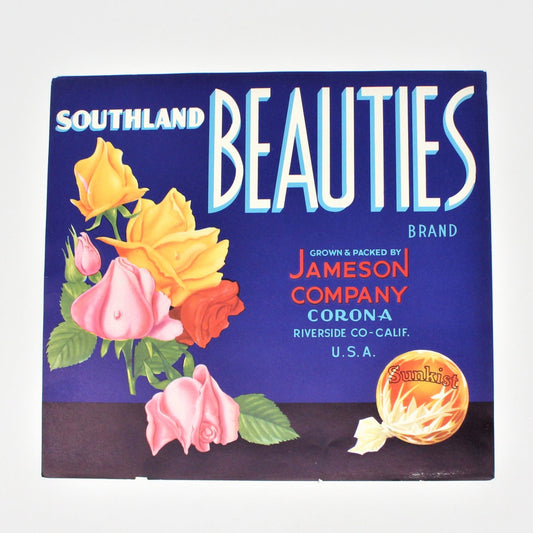 SOUTHLAND BEAUTIES
BRAND
GROWN & PACKED BY
JAMESON
COMPANY
CORONA
RIVERSIDE CO-CALIF.
U.S.A.
Sunkist